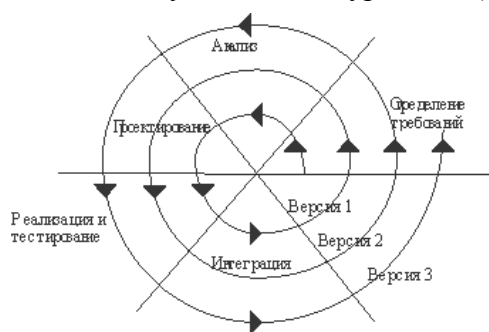 Анализ
Определение
требований
Проектирование
Реализация и
тестирование
Интеграция
Версия 1
Версия 2
Версия 3